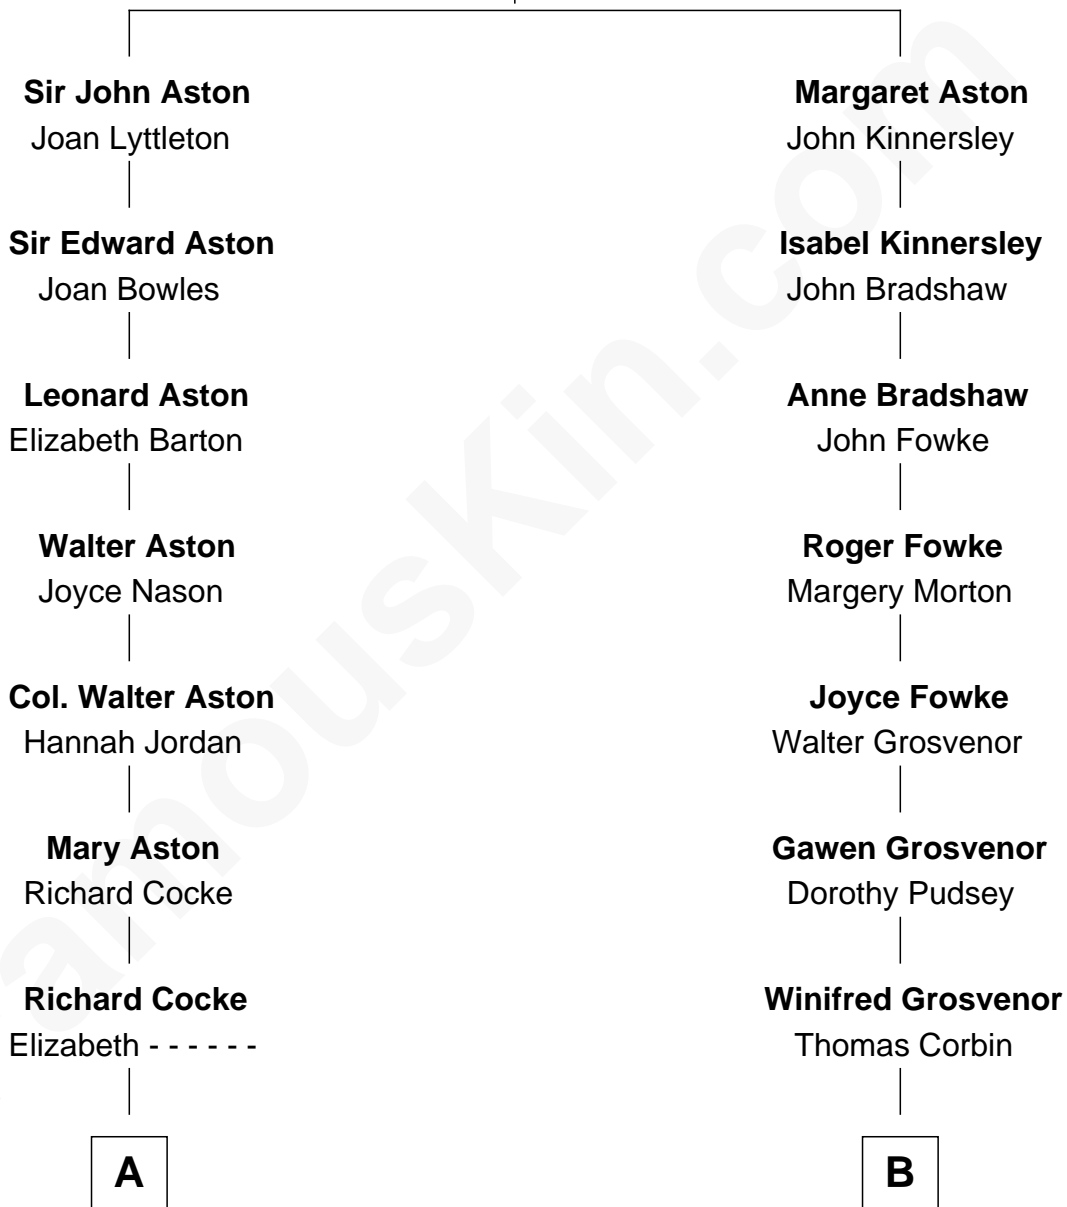 Sir John Aston
Joan Lyttleton
Sir Edward Aston
Joan Bowles
Leonard Aston
Elizabeth Barton
Walter Aston
Joyce Nason
Col. Walter Aston
Hannah Jordan
Mary Aston
Richard Cocke
Richard Cocke
Elizabeth - - - - - -
A
Margaret Aston
John Kinnersley
Isabel Kinnersley
John Bradshaw
Anne Bradshaw
John Fowke
Roger Fowke
Margery Morton
Joyce Fowke
Walter Grosvenor
Gawen Grosvenor
Dorothy Pudsey
Winifred Grosvenor
Thomas Corbin
B
amousKin.com